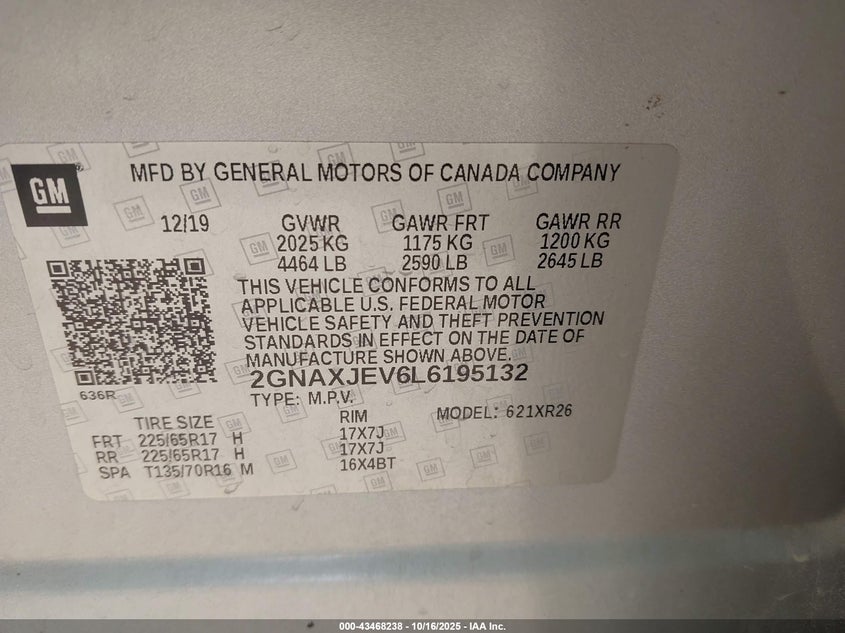 GM
MFD BY GENERAL MOTORS OF CANADA COMPANY
12/19 GVWR GAWR FRT GAWR RR
2025 KG 1175 KG 1200 KG
4464 LB 2590 LB 2645 LB
THIS VEHICLE CONFORMS TO ALL
APPLICABLE U.S. FEDERAL MOTOR
VEHICLE SAFETY AND THEFT PREVENTION
STANDARDS IN EFFECT ON THE DATE OF
MANUFACTURE SHOWN ABOVE.
2GNAXJEV6L6195132
636R TYPE: M.P.V.
TIRE SIZE RIM MODEL: 621XR26
FRT 225/65R17 H 17X7J
RR 225/65R17 H 17X7J
SPA T135/70R16 M 16X4BT
000-43468238 - 10/16/2025 - IAA Inc.